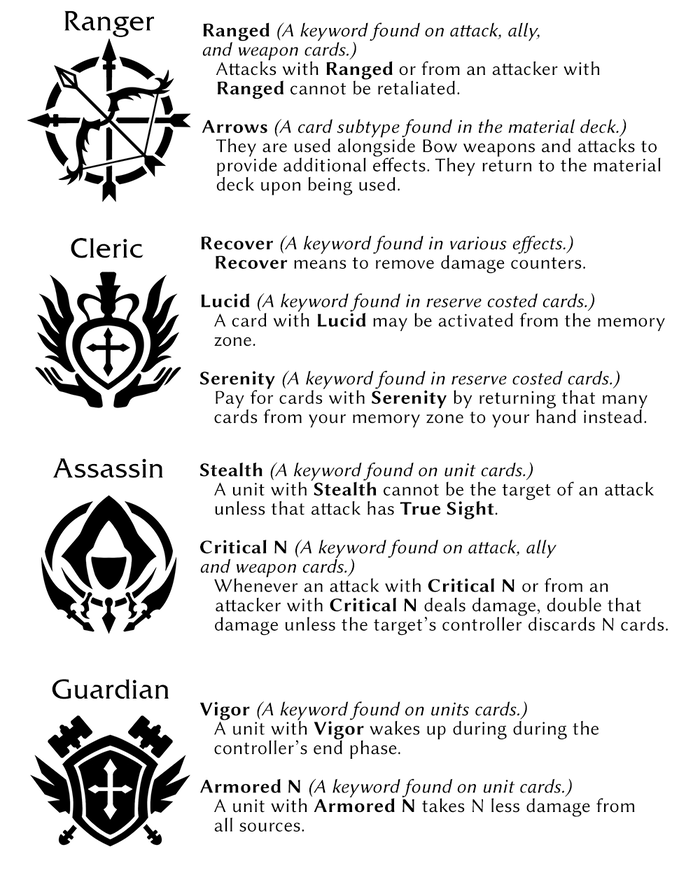 Ranger
Ranged (A keyword found on attack, ally,
and weapon cards.)
Attacks with Ranged or from an attacker with
Ranged cannot be retaliated.
Arrows (A card subtype found in the material deck.)
They are used alongside Bow weapons and attacks to
provide additional effects. They return to the material
deck upon being used.
Cleric
Recover (A keyword found in various effects.)
Recover means to remove damage counters.
Lucid (A keyword found in reserve costed cards.)
A card with Lucid may be activated from the memory
zone.
Serenity (A keyword found in reserve costed cards.)
Pay for cards with Serenity by returning that many
cards from your memory zone to your hand instead.
Assassin
Stealth (A keyword found on unit cards.)
A unit with Stealth cannot be the target of an attack
unless that attack has True Sight.
Critical N (A keyword found on attack, ally
and weapon cards.)
Whenever an attack with Critical N or from an
attacker with Critical N deals damage, double that
damage unless the target's controller discards N cards.
Guardian
Vigor (A keyword found on units cards.)
A unit with Vigor wakes up during during the
controller's end phase.
Armored N (A keyword found on unit cards.)
A unit with Armored N takes N less damage from
all sources.